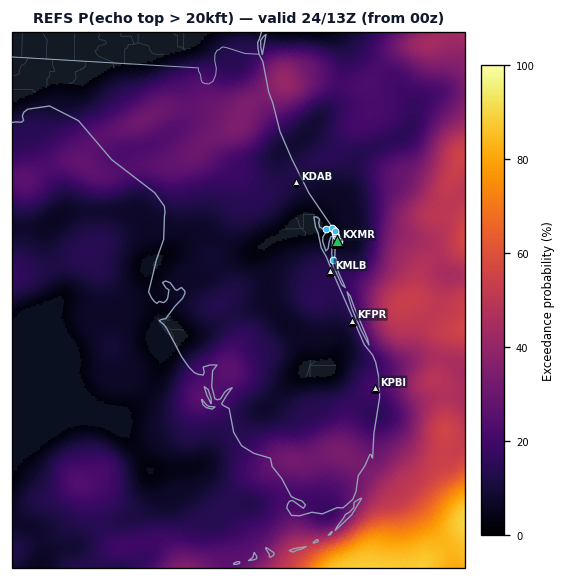 REFS P(echo top > 20kft) — valid 24/13Z (from 00z)
KDAB
KXMR
KMLB
KFPR
KPBI
100
80
60
40
20
0
Exceedance probability (%)